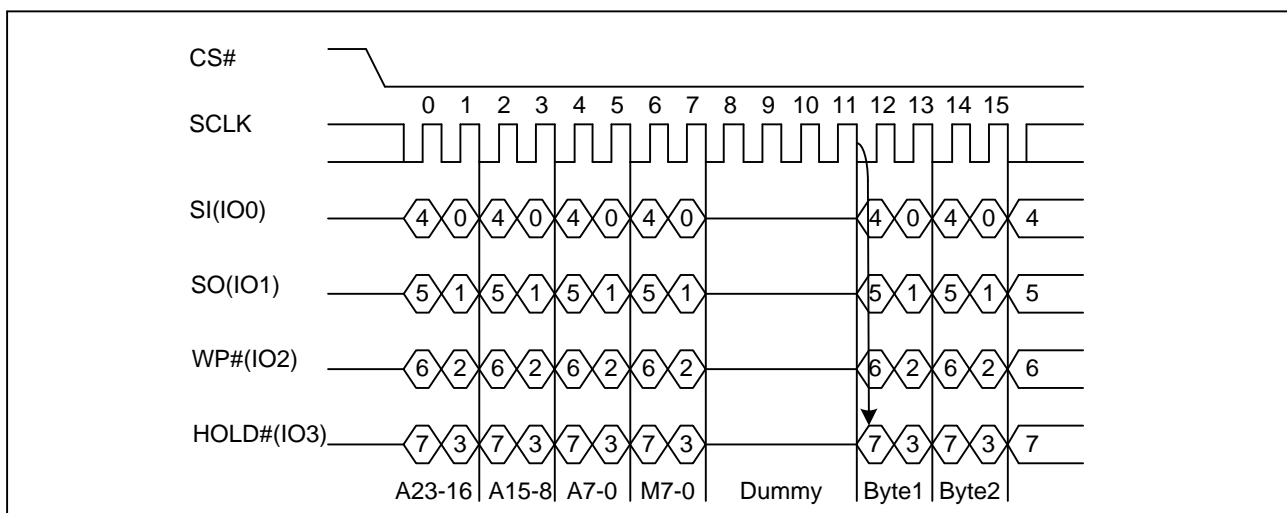 CS#
0 1 2 3 4 5 6 7 8 9 10 11 12 13 14 15
SCLK
SI(IO0) 4 0 4 0 4 0 4 0 4 0 4 0 4
SO(IO1) 5 1 5 1 5 1 5 1 5 1 5 1 5
WP#(IO2) 6 2 6 2 6 2 6 2 6 2 6 2 6
HOLD#(IO3) 7 3 7 3 7 3 7 3 7 3 7 3 7
A23-16 A15-8 A7-0 M7-0 Dummy Byte1 Byte2